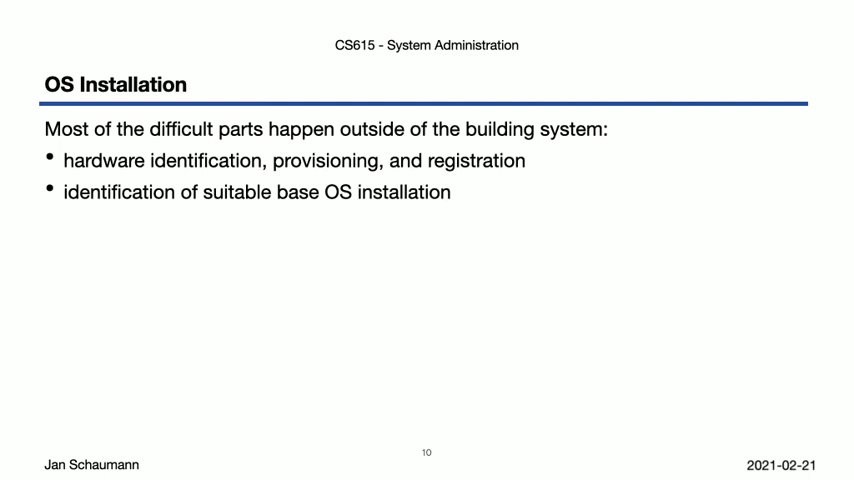 CS615 - System Administration
OS Installation
Most of the difficult parts happen outside of the building system:
• hardware identification, provisioning, and registration
• identification of suitable base OS installation
10
Jan Schaumann
2021-02-21